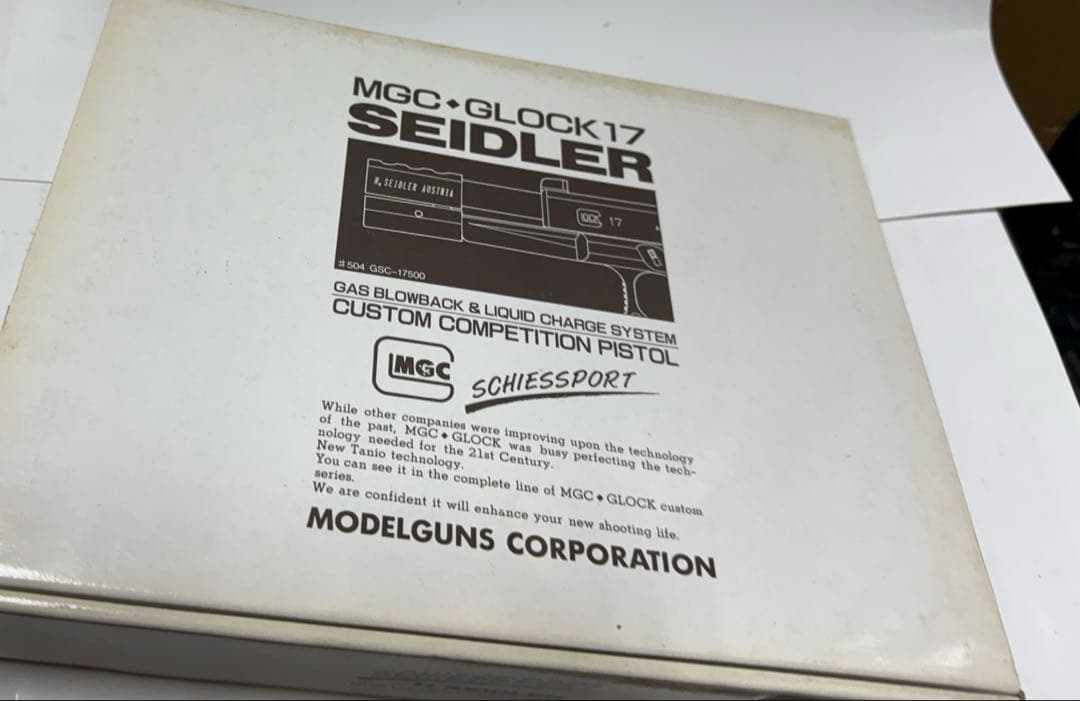 MGC◆GLOCK17
SEIDLER
R. SEIDLER AUSTRIA
GLOCK 17
#504 GSC-17500
GAS BLOWBACK & LIQUID CHARGE SYSTEM
CUSTOM COMPETITION PISTOL
MGC
SCHIESSPORT
While other companies were improving upon the technology
of the past, MGC◆GLOCK was busy perfecting the tech-
nology needed for the 21st Century.
New Tanio technology.
You can see it in the complete line of MGC◆GLOCK custom
series.
We are confident it will enhance your new shooting life.
MODELGUNS CORPORATION